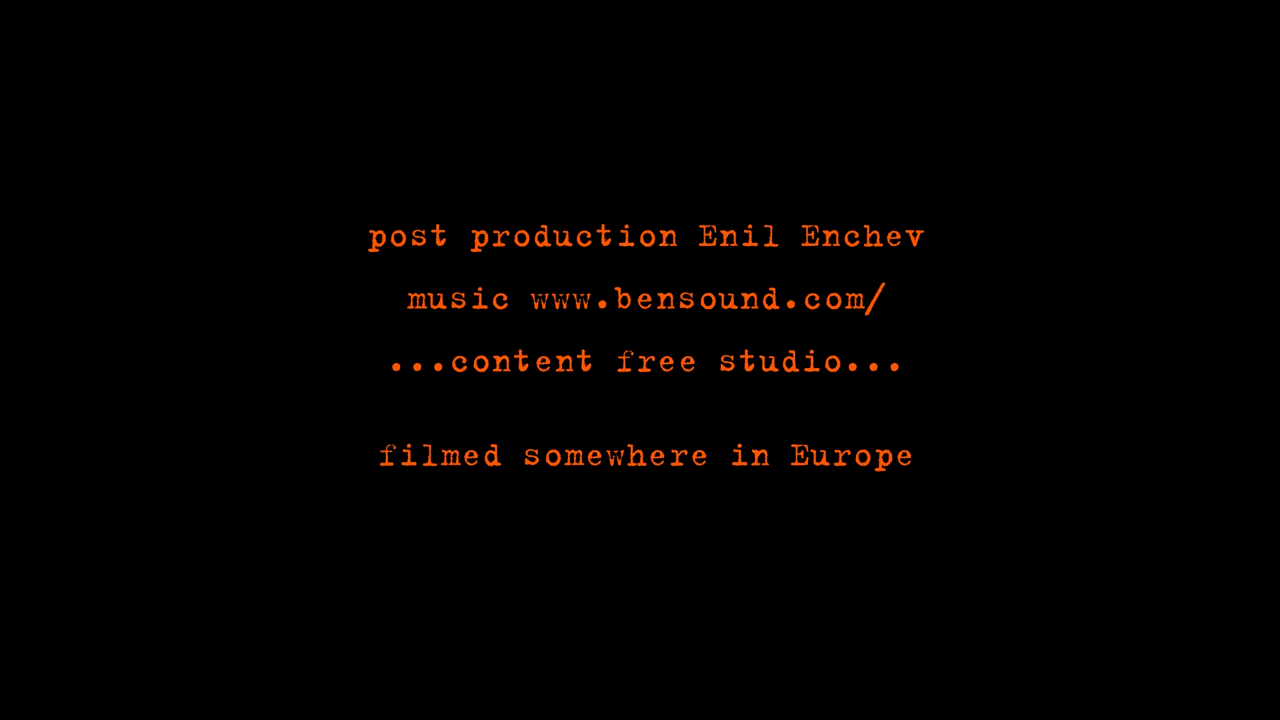 post production Enil Enchev
music www.bensound.com/
...content free studio...
filmed somewhere in Europe